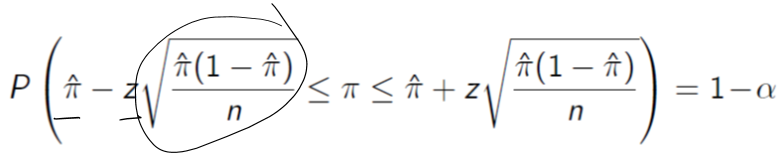 P ( π̂ − z√(π̂(1 − π̂)/n) ≤ π ≤ π̂ + z√(π̂(1 − π̂)/n) ) = 1−α